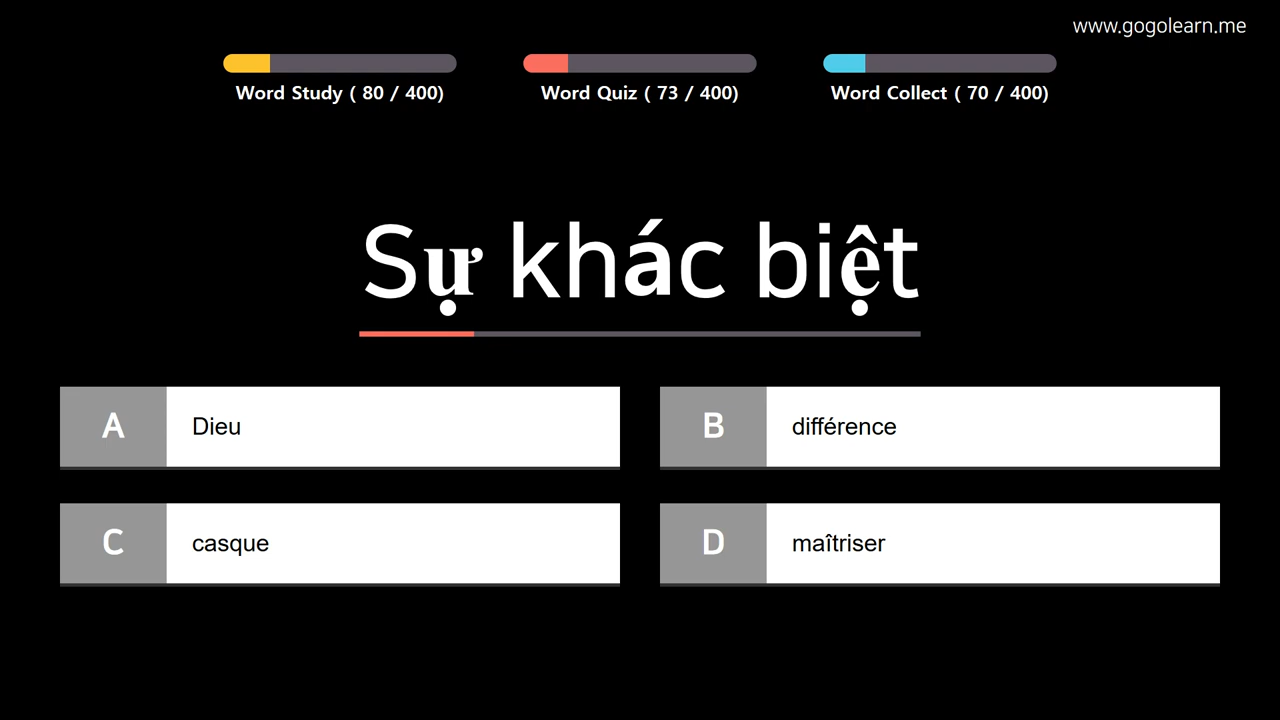 www.gogolearn.me
Word Study ( 80 / 400)
Word Quiz ( 73 / 400)
Word Collect ( 70 / 400)
Sự khác biệt
A Dieu
B différence
C casque
D maîtriser